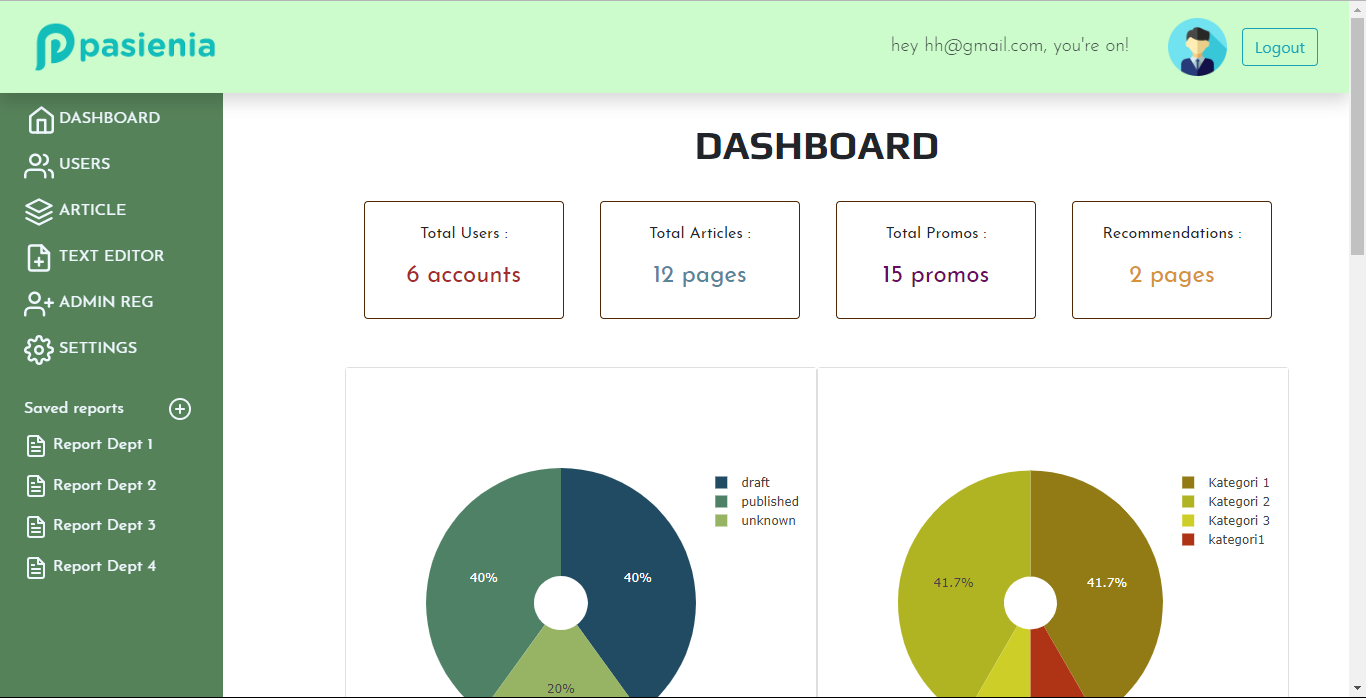 pasienia
hey hh@gmail.com, you're on!
Logout
DASHBOARD
USERS
ARTICLE
TEXT EDITOR
ADMIN REG
SETTINGS
Saved reports
Report Dept 1
Report Dept 2
Report Dept 3
Report Dept 4
DASHBOARD
Total Users :
6 accounts
Total Articles :
12 pages
Total Promos :
15 promos
Recommendations :
2 pages
draft
published
unknown
40%
40%
20%
Kategori 1
Kategori 2
Kategori 3
kategori1
41.7%
41.7%